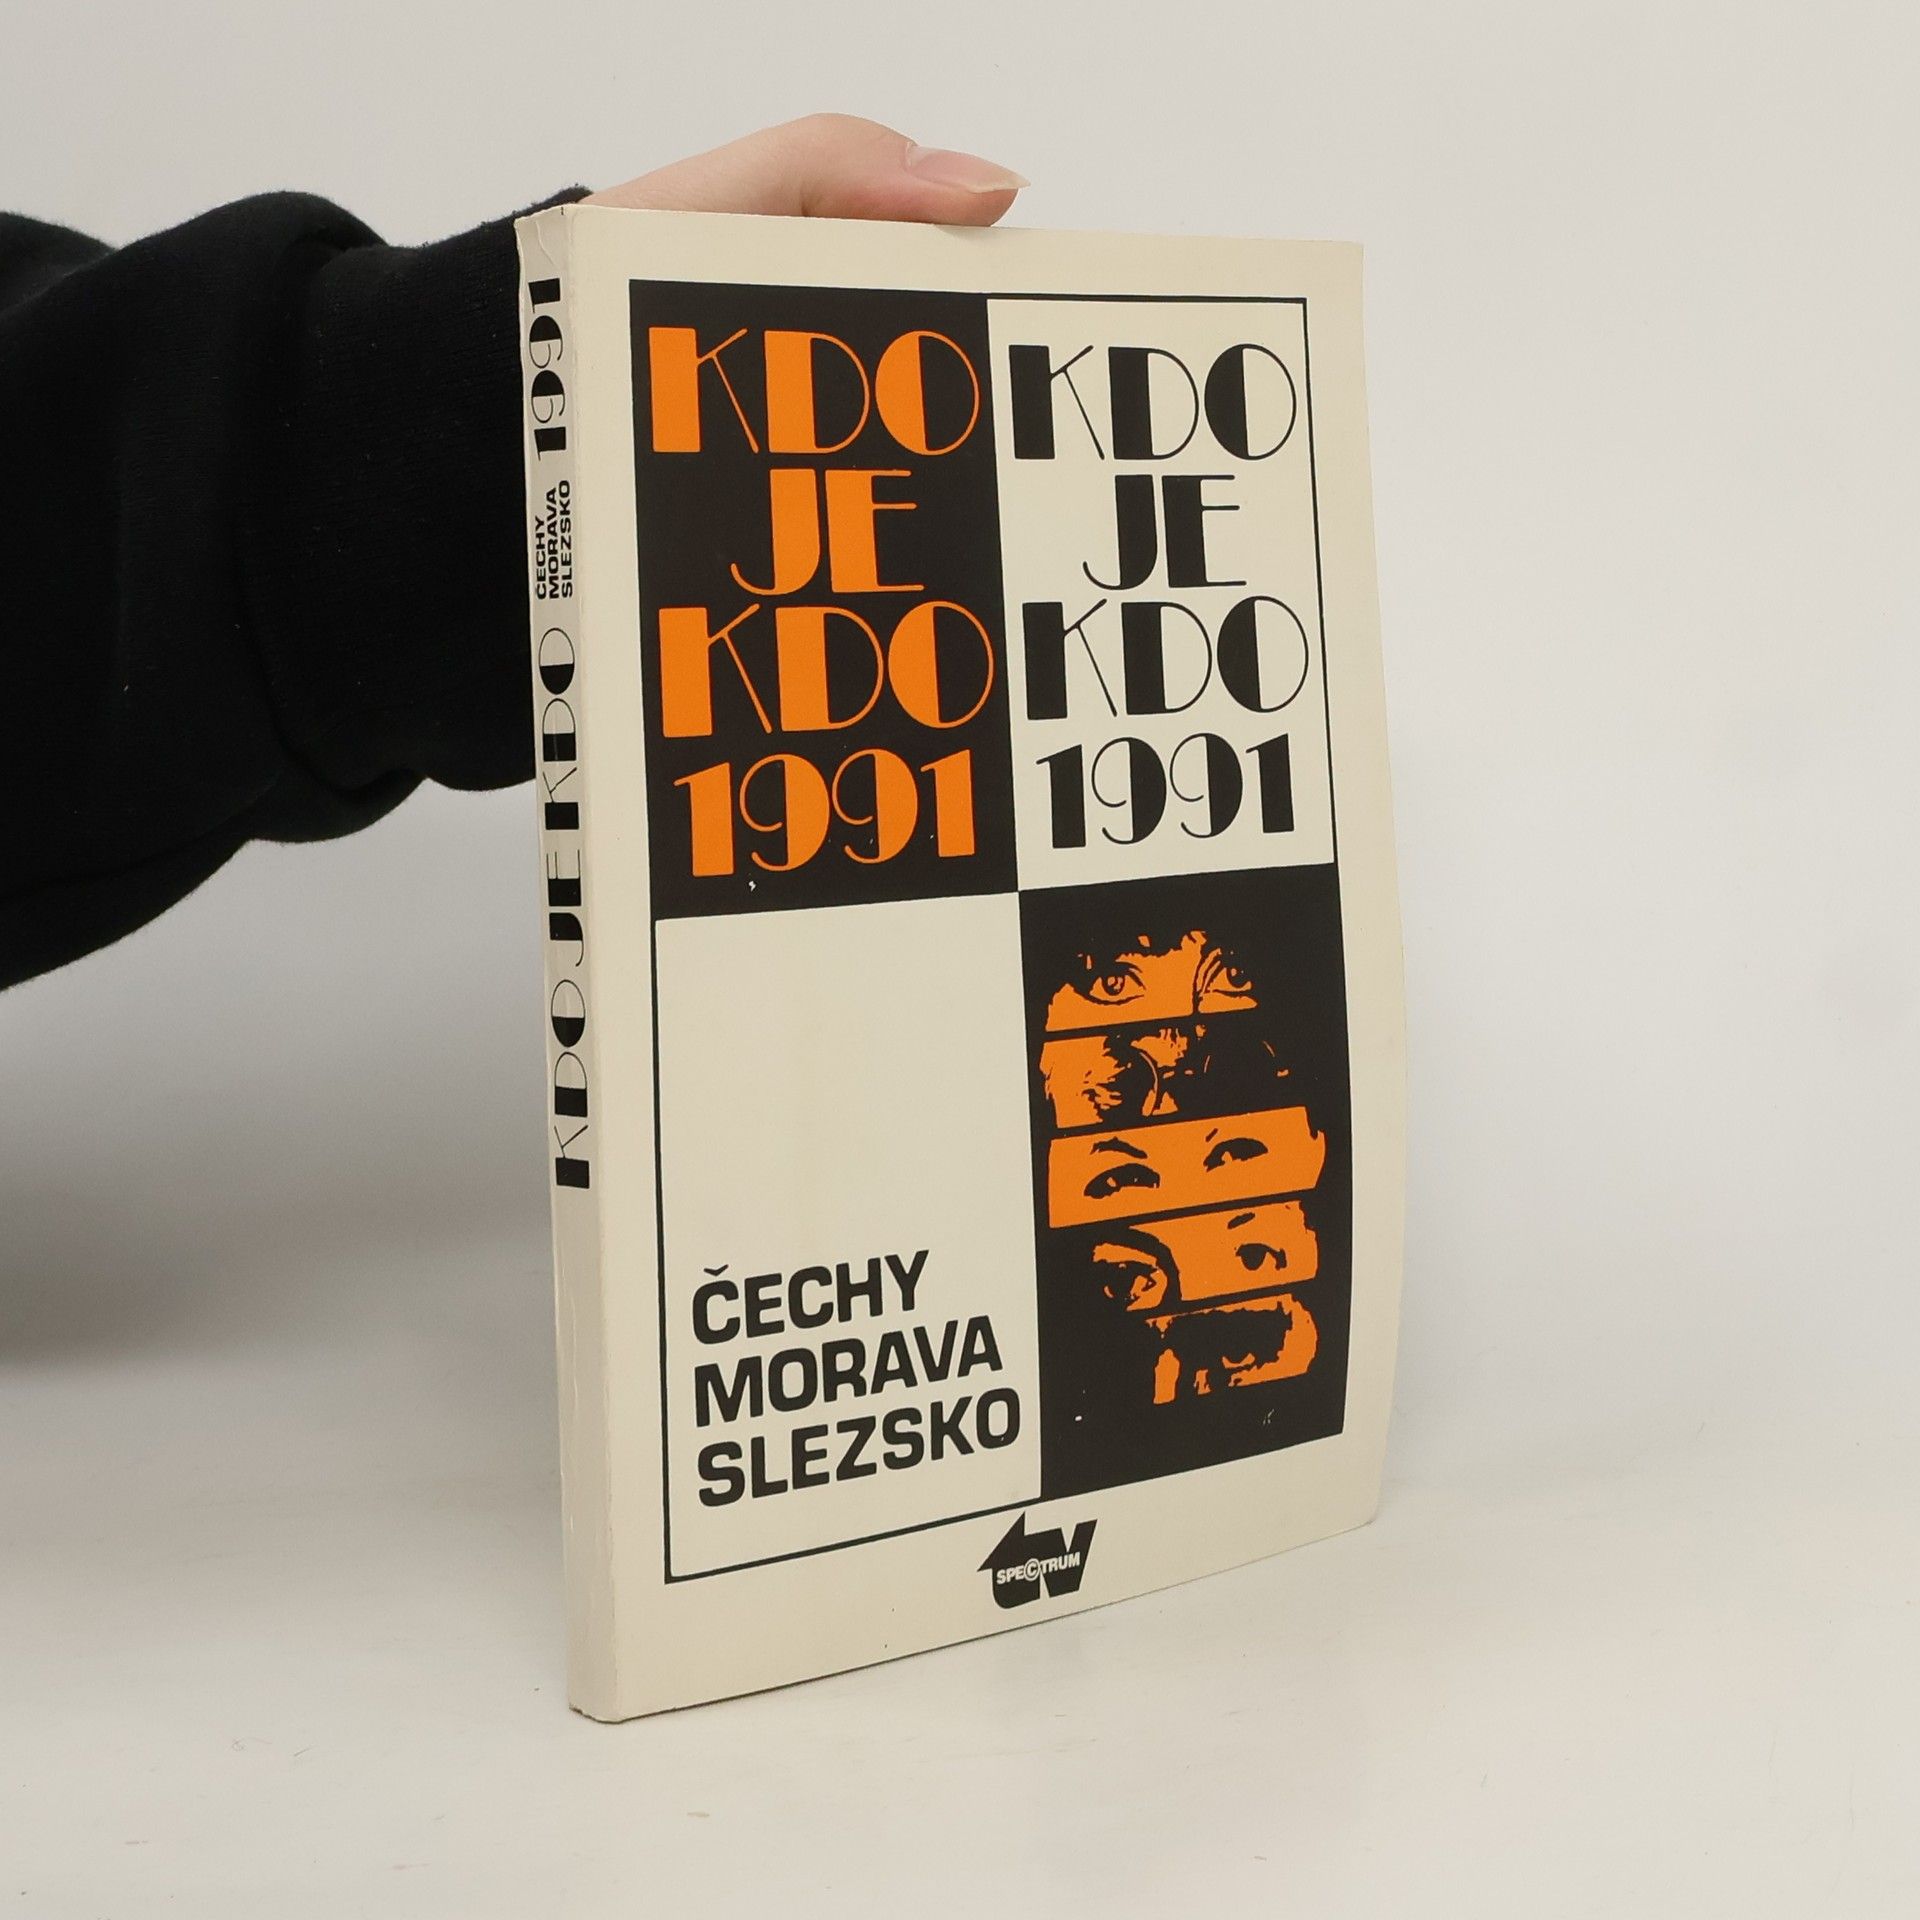 KDO JE KDO ČECHY MORAVA SLEZSKO 1991
KDO
JE
KDO
1991
KDO
JE
KDO
1991
ČECHY
MORAVA
SLEZSKO
tv
SPECTRUM